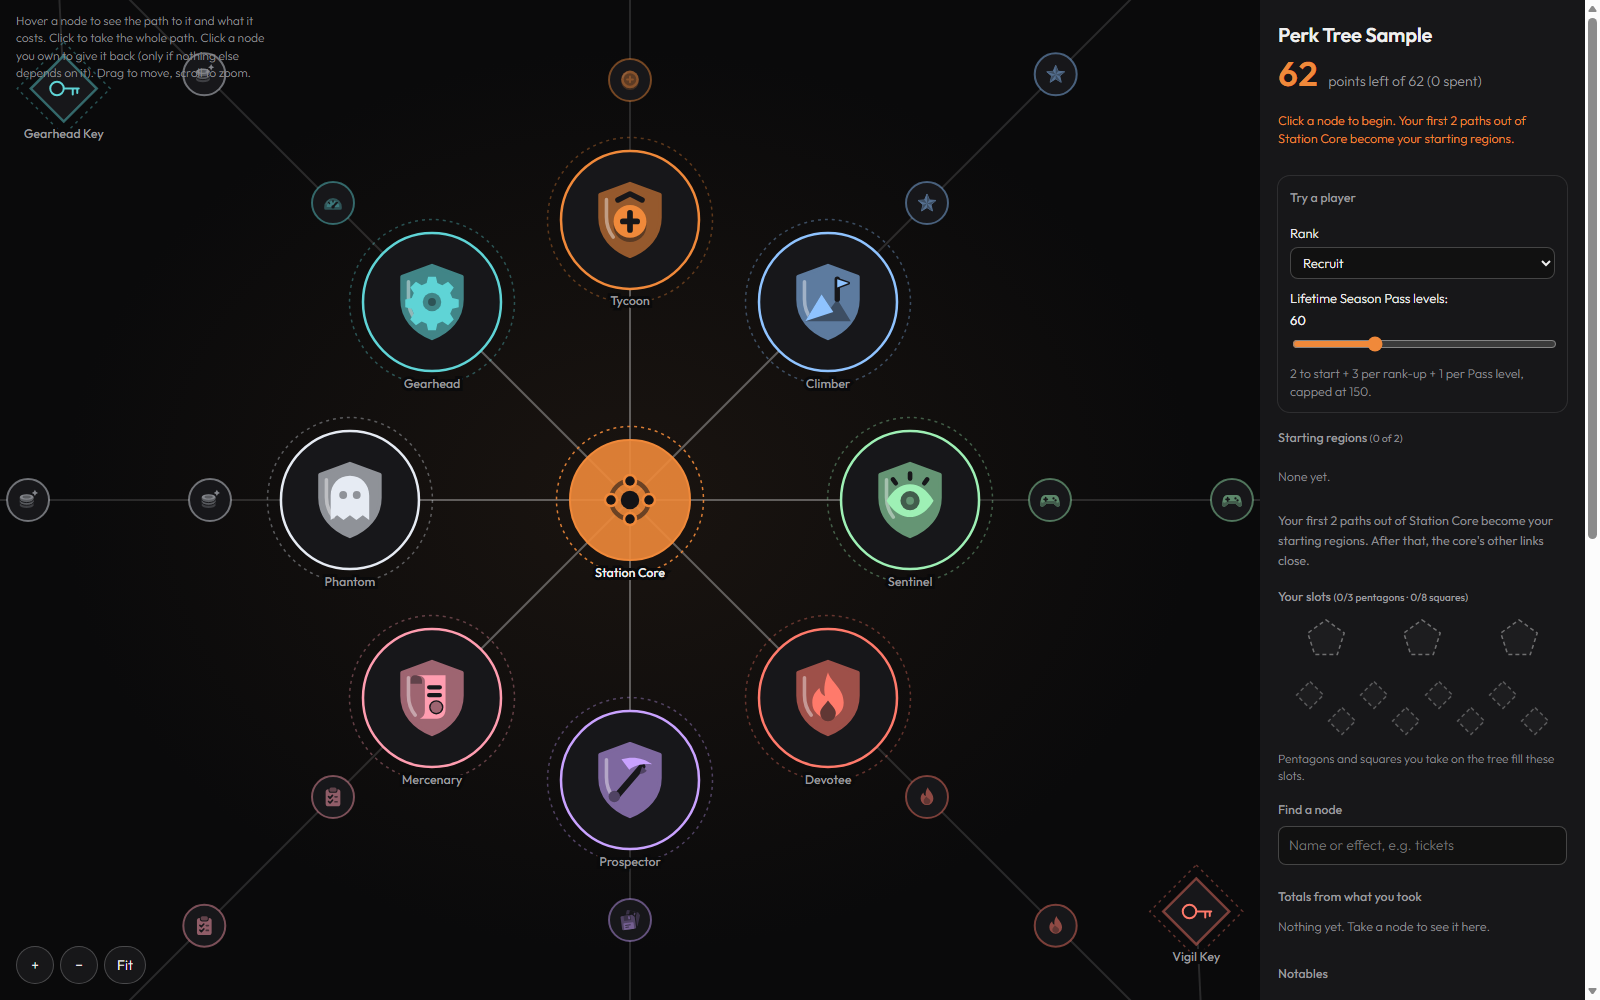 Hover a node to see the path to it and what it
costs. Click to take the whole path. Click a node
you own to give it back (only if nothing else
depends on it). Drag to move, scroll to zoom.
Gearhead Key
Tycoon
Gearhead
Climber
Phantom
Station Core
Sentinel
Mercenary
Devotee
Prospector
Vigil Key
+
−
Fit
Perk Tree Sample
62 points left of 62 (0 spent)
Click a node to begin. Your first 2 paths out of
Station Core become your starting regions.
Try a player
Rank
Recruit
Lifetime Season Pass levels:
60
2 to start + 3 per rank-up + 1 per Pass level,
capped at 150.
Starting regions (0 of 2)
None yet.
Your first 2 paths out of Station Core become your
starting regions. After that, the core's other links
close.
Your slots (0/3 pentagons · 0/8 squares)
Pentagons and squares you take on the tree fill these
slots.
Find a node
Name or effect, e.g. tickets
Totals from what you took
Nothing yet. Take a node to see it here.
Notables